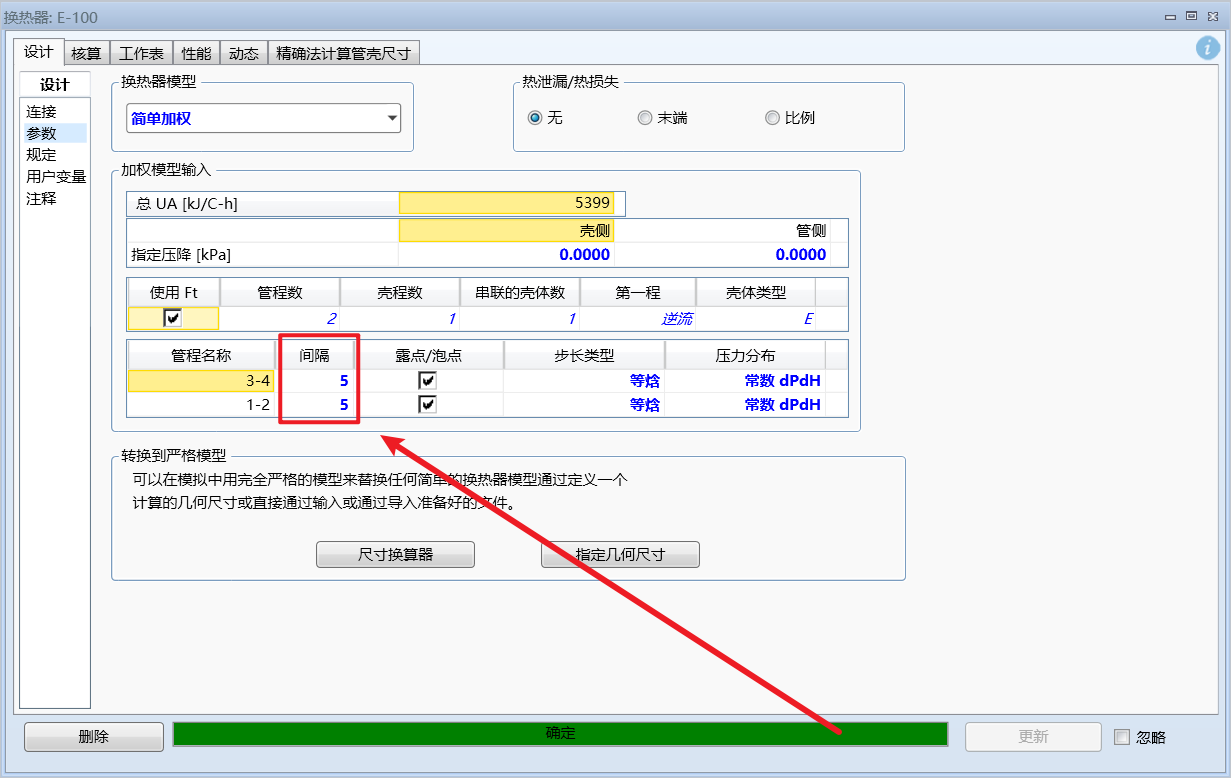 换热器: E-100
设计 核算 工作表 性能 动态 精确法计算管壳尺寸
设计
连接
参数
规定
用户变量
注释
换热器模型
简单加权
热泄漏/热损失
无 末端 比例
加权模型输入
总 UA [kJ/C-h] 5399
壳侧 管侧
指定压降 [kPa] 0.0000 0.0000
使用 Ft 管程数 壳程数 串联的壳体数 第一程 壳体类型
2 1 1 逆流 E
管程名称 间隔 露点/泡点 步长类型 压力分布
3-4 5 等焓 常数 dPdH
1-2 5 等焓 常数 dPdH
转换到严格模型
可以在模拟中用完全严格的模型来替换任何简单的换热器模型通过定义一个
计算的几何尺寸或直接通过输入或通过导入准备好的文件。
尺寸换算器 指定几何尺寸
删除 确定 更新 忽略